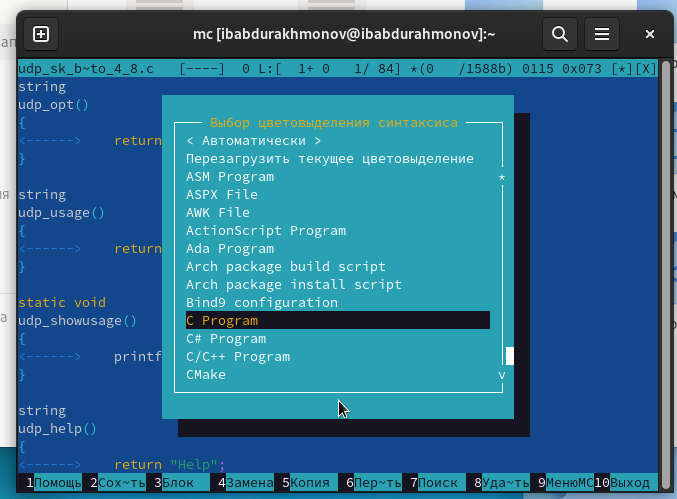 mc [ibabdurakhmonov@ibabdurahmonov]:~
udp_sk_b~to_4_8.c [----] 0 L:[ 1+ 0 1/ 84] *(0 /1588b) 0115 0x073 [*][X]
string
udp_opt()
{
<------> return
}
string
udp_usage()
{
<------> return
}
static void
udp_showusage()
{
<------> printf
}
string
udp_help()
{
<------> return "Help";
Выбор цветовыделения синтаксиса
< Автоматически >
Перезагрузить текущее цветовыделение
ASM Program
ASPX File
AWK File
ActionScript Program
Ada Program
Arch package build script
Arch package install script
Bind9 configuration
C Program
C# Program
C/C++ Program
CMake
1Помощь 2Сох~ть 3Блок 4Замена 5Копия 6Пер~ть 7Поиск 8Уда~ть 9МенюMC 10Выход